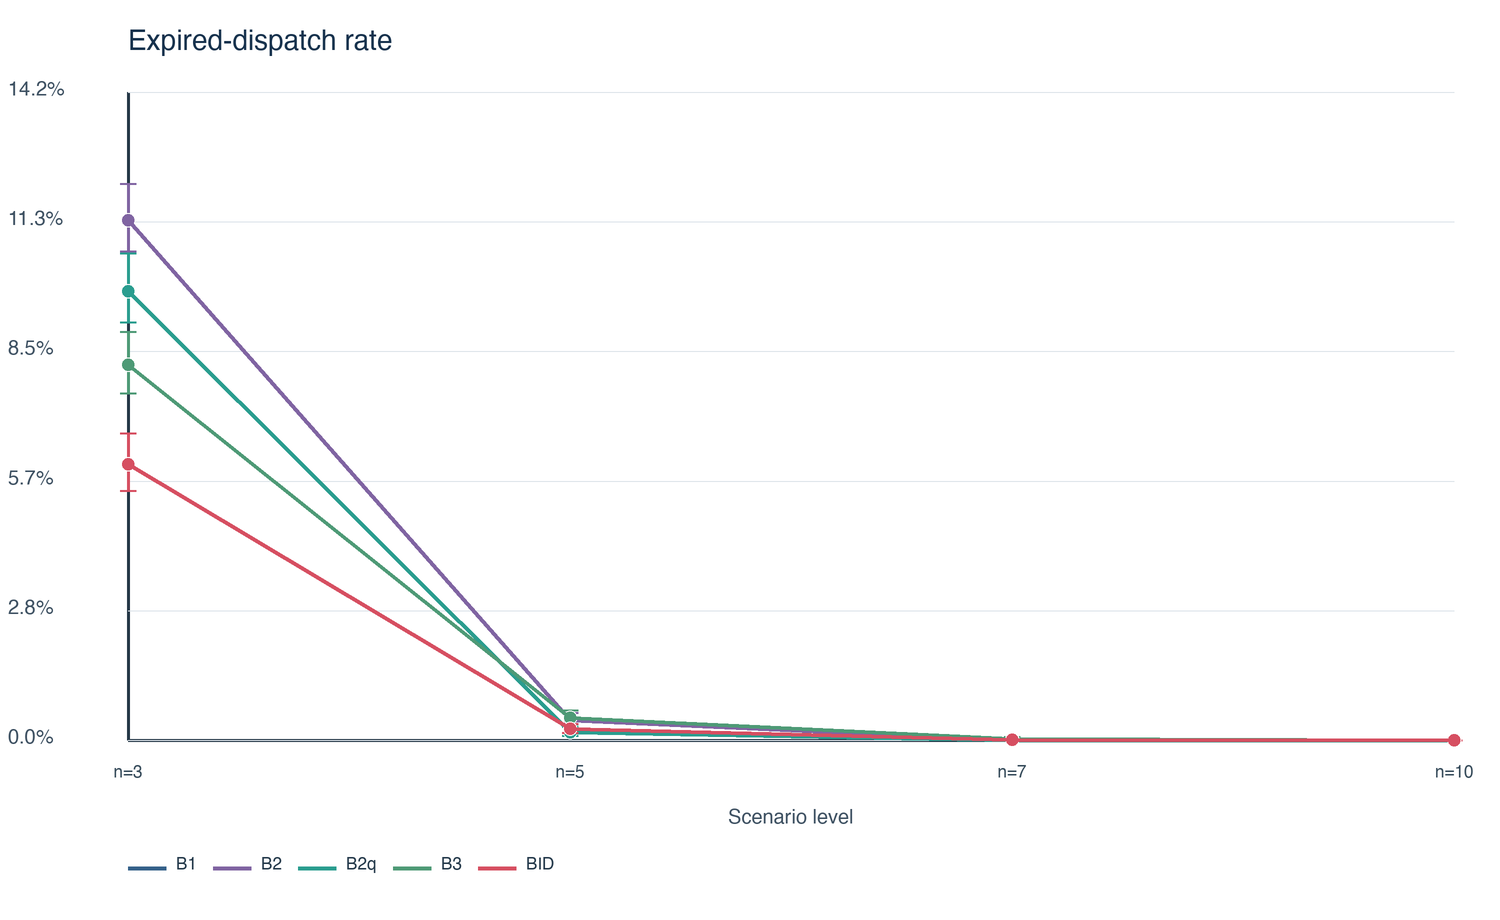 Expired-dispatch rate
14.2%
11.3%
8.5%
5.7%
2.8%
0.0%
n=3 n=5 n=7 n=10
Scenario level
B1 B2 B2q B3 BID